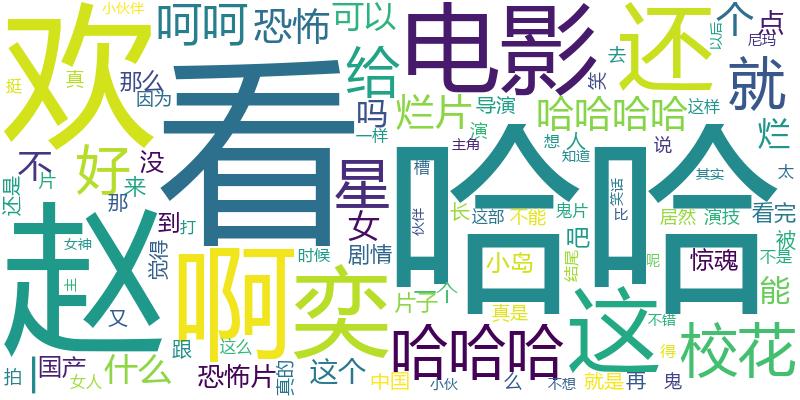 小伙伴
欢
呵呵
恐怖
可以
电影
还
个
点
以后
尼玛
挺
真
那么
因为
看
给
吗
一样
烂片
导演
演
笑
去
哈哈哈哈
这样
就
烂
不
好
没
星
女
哈哈
主角
槽
想
人
知道
说
其实
太
还是
片
那
来
到
打
伙伴
长
这部
不能
鬼片
冷笑话
居然
演技
看完
被
赵
女神
觉得
啊
时候
剧情
奕
小岛
吧
结尾
惊魂
不是
呢
能
主
又
片子
一个
真是
这
不错
校花
得
拍
国产
女人
什么
跟
这么
恐怖片
真的
这个
中国
哈哈哈
小伙
么
不想
就是
再
鬼